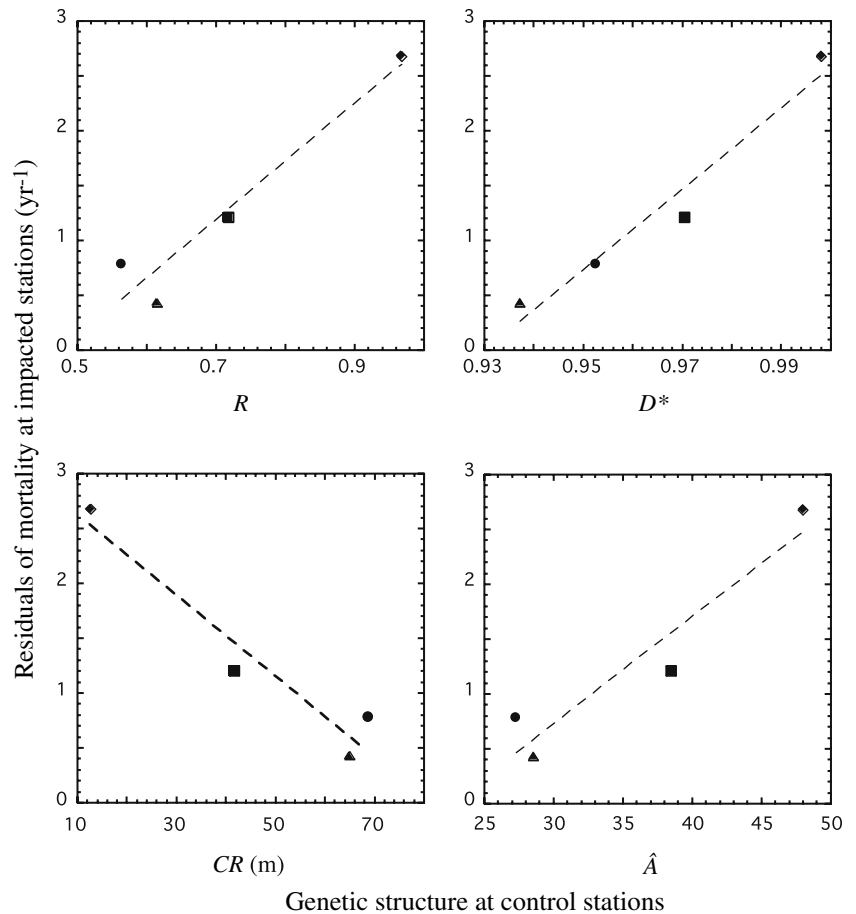 Residuals of mortality at impacted stations (yr-1)
3
2
1
0
0.5 0.7 0.9
R
3
2
1
0
0.93 0.95 0.97 0.99
D*
3
2
1
0
10 30 50 70
CR (m)
3
2
1
0
25 30 35 40 45 50
Â
Genetic structure at control stations